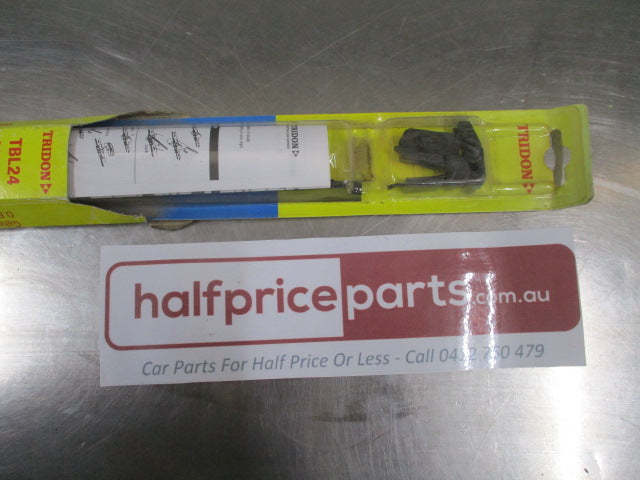 TRIDON
TBL24
TRIDON
TRIDON
halfpriceparts.com.au
Car Parts For Half Price Or Less - Call 0412 750 479